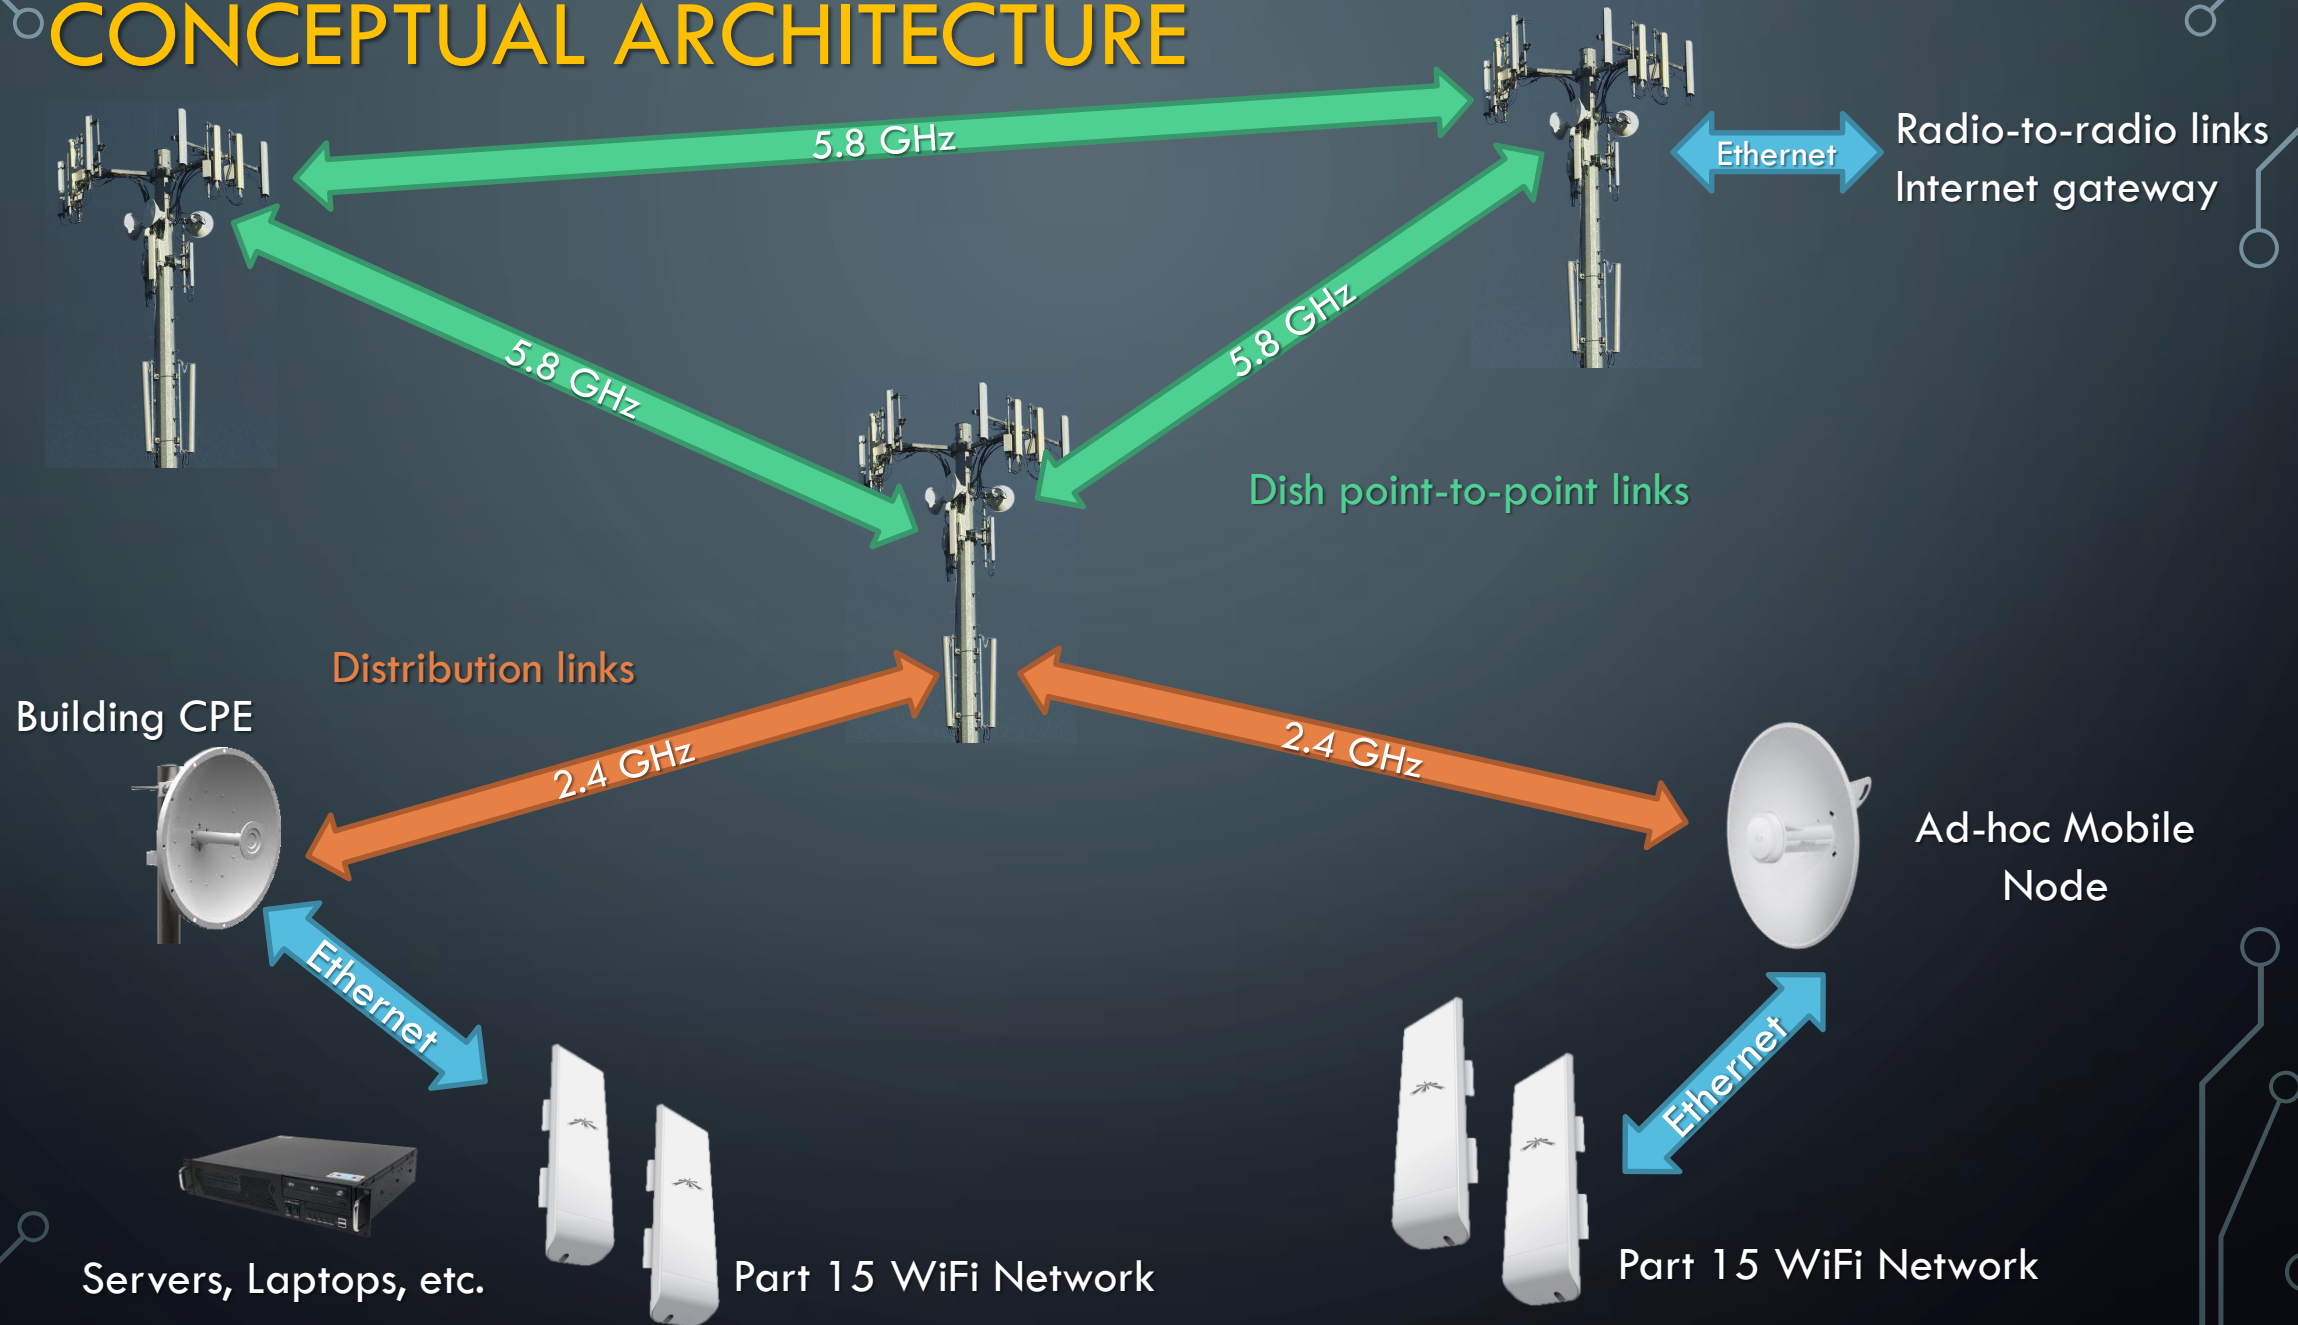 CONCEPTUAL ARCHITECTURE
5.8 GHz
Ethernet
Radio-to-radio links
Internet gateway
5.8 GHz
5.8 GHz
Dish point-to-point links
Distribution links
Building CPE
2.4 GHz
2.4 GHz
Ad-hoc Mobile
Node
Ethernet
Ethernet
Servers, Laptops, etc.
Part 15 WiFi Network
Part 15 WiFi Network